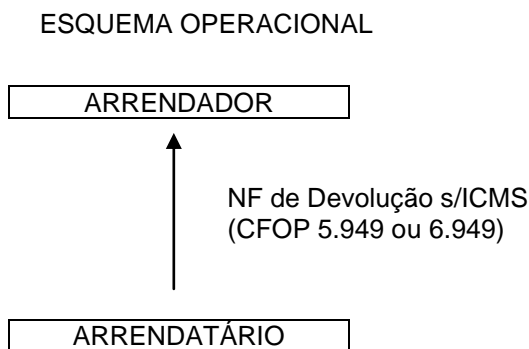 ESQUEMA OPERACIONAL
ARRENDADOR
NF de Devolução s/ICMS
(CFOP 5.949 ou 6.949)
ARRENDATÁRIO